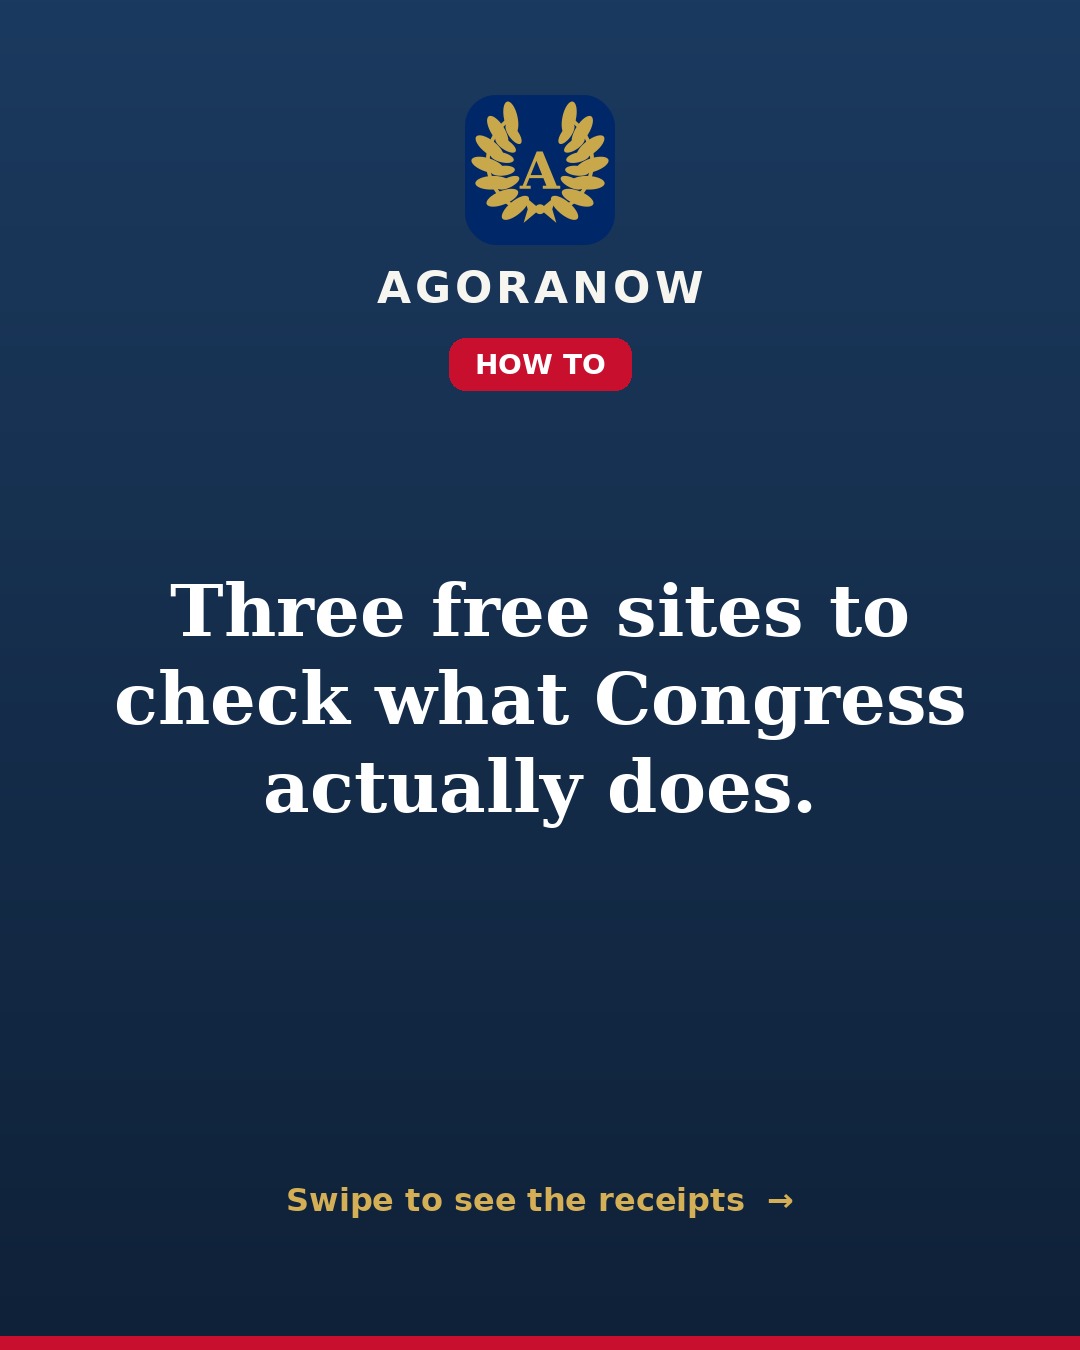 A
AGORANOW
HOW TO
Three free sites to
check what Congress
actually does.
Swipe to see the receipts →